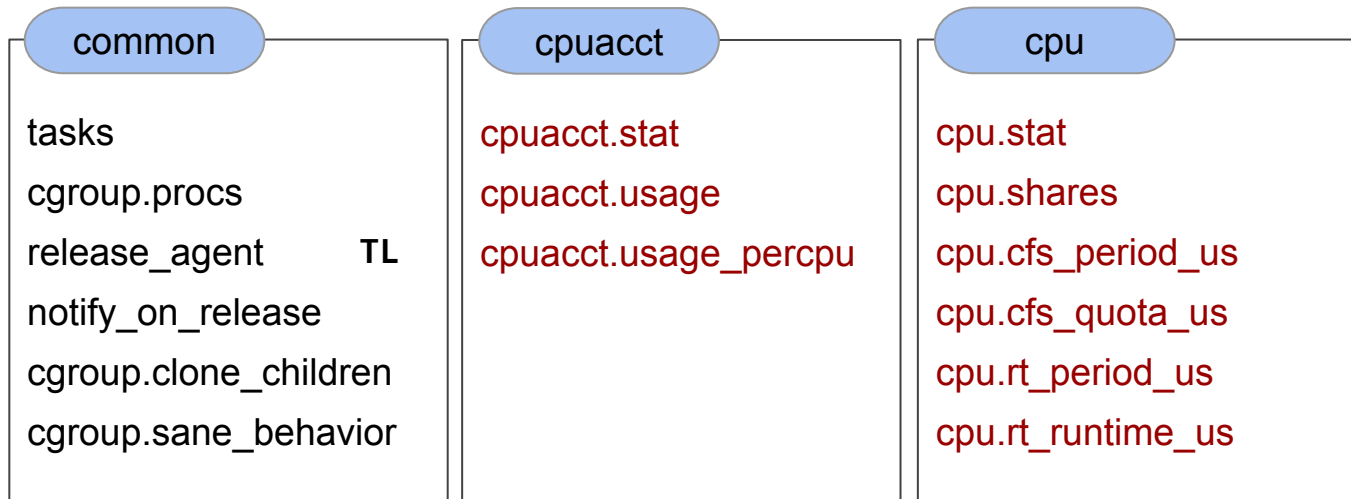 common
tasks
cgroup.procs
release_agent TL
notify_on_release
cgroup.clone_children
cgroup.sane_behavior
cpuacct
cpuacct.stat
cpuacct.usage
cpuacct.usage_percpu
cpu
cpu.stat
cpu.shares
cpu.cfs_period_us
cpu.cfs_quota_us
cpu.rt_period_us
cpu.rt_runtime_us